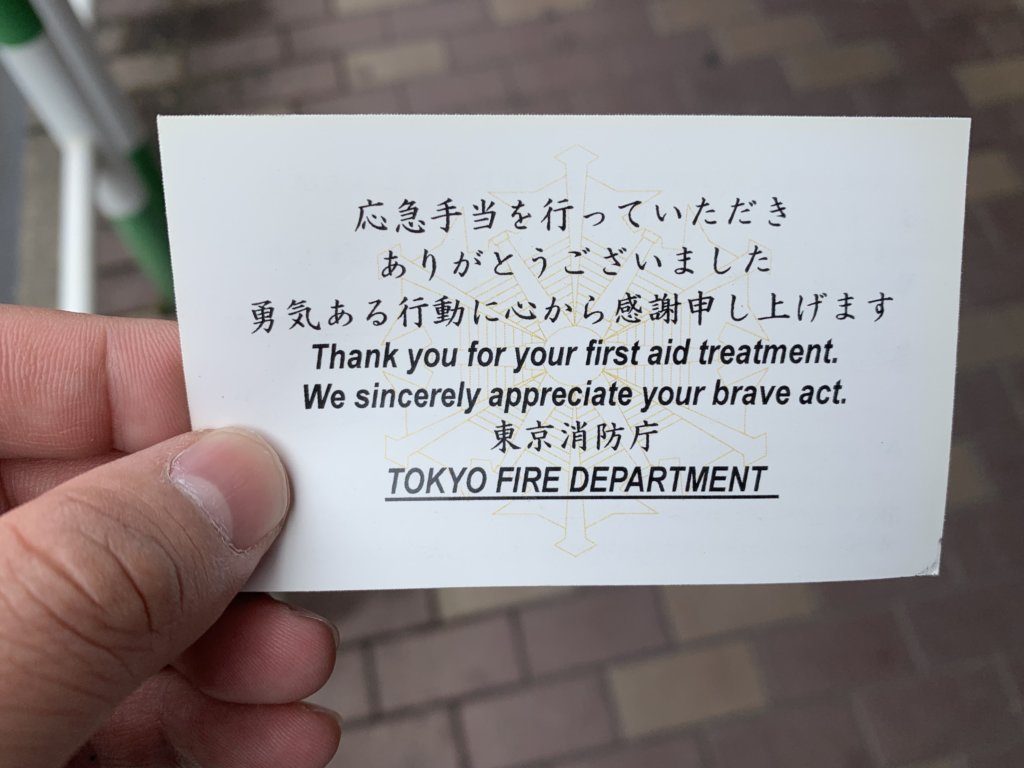 応急手当を行っていただき
ありがとうございました
勇気ある行動に心から感謝申し上げます
Thank you for your first aid treatment.
We sincerely appreciate your brave act.
東京消防庁
TOKYO FIRE DEPARTMENT